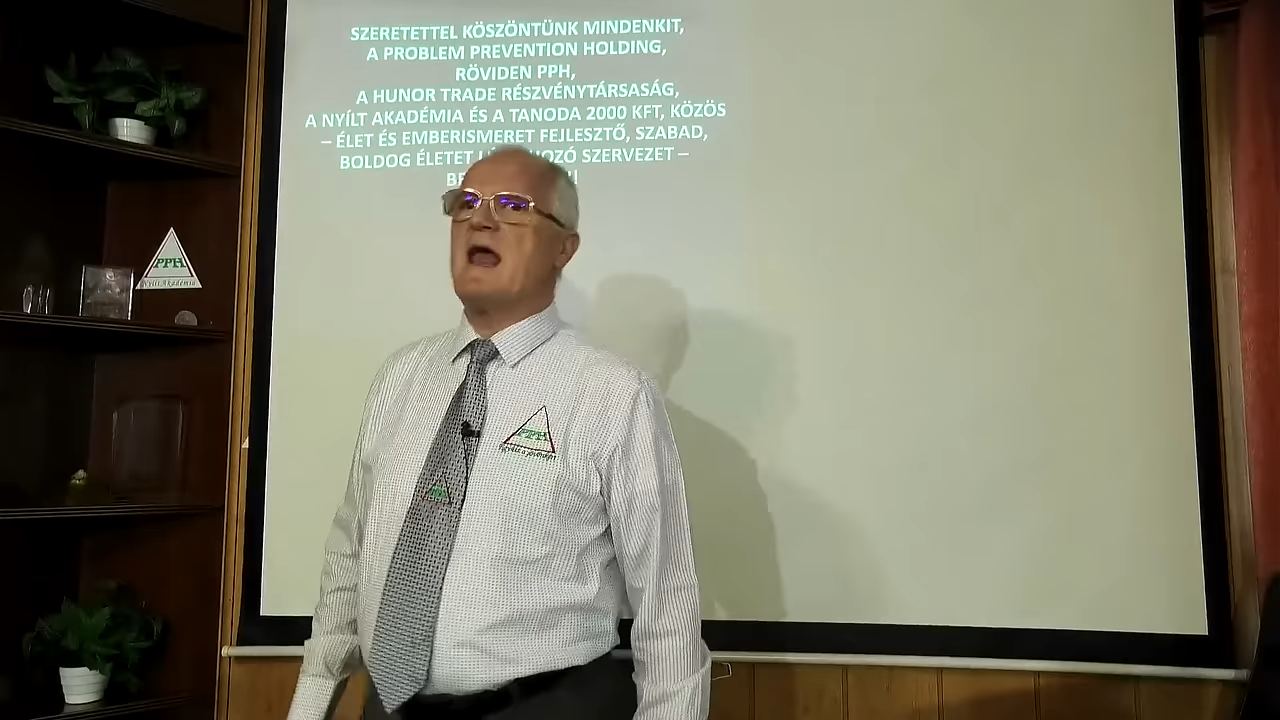 SZERETETTEL KÖSZÖNTÜNK MINDENKIT,
A PROBLEM PREVENTION HOLDING,
RÖVIDEN PPH,
A HUNOR TRADE RÉSZVÉNYTÁRSASÁG,
A NYÍLT AKADÉMIA ÉS A TANODA 2000 KFT, KÖZÖS
– ÉLET ÉS EMBERISMERET FEJLESZTŐ, SZABAD,
BOLDOG ÉLETET SZERVEZET –
PPH
Nyílt Akadémia
PPH
PPH